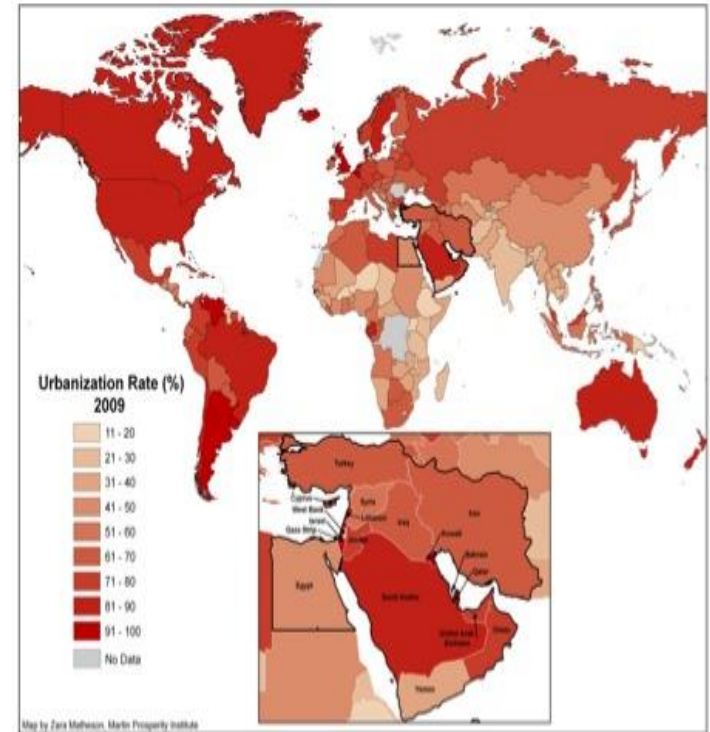 Urbanization Rate (%)
2009
11 - 20
21 - 30
31 - 40
41 - 50
51 - 60
61 - 70
71 - 80
81 - 90
91 - 100
No Data
Turkey
Cyprus
West Bank
Israel
Gaza Strip
Syria
Lebanon
Iraq
Iran
Jordan
Kuwait
Bahrain
Qatar
Egypt
Saudi Arabia
United Arab
Emirates
Oman
Yemen
Map by Zara Matheson, Martin Prosperity Institute